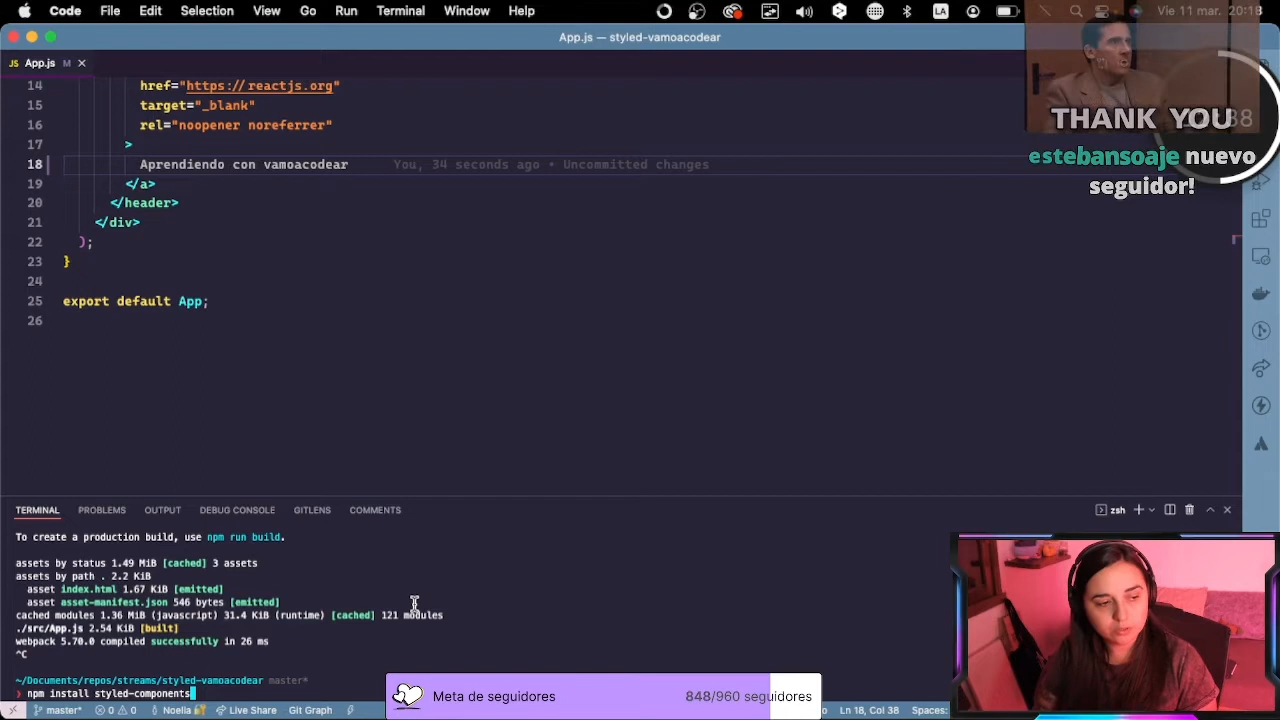 Code File Edit Selection View Go Run Terminal Window Help
LA
Vie 11 mar. 20:18
App.js — styled-vamoacodear
JS App.js M
14 href="https://reactjs.org"
15 target="_blank"
16 rel="noopener noreferrer"
17 >
18 Aprendiendo con vamoacodear You, 34 seconds ago • Uncommitted changes
19 </a>
20 </header>
21 </div>
22 );
23 }
24
25 export default App;
26
THANK YOU
estebansoaje nuevo
seguidor!
TERMINAL PROBLEMS OUTPUT DEBUG CONSOLE GITLENS COMMENTS
zsh
To create a production build, use npm run build.
assets by status 1.49 MiB [cached] 3 assets
assets by path . 2.2 KiB
asset index.html 1.67 KiB [emitted]
asset asset-manifest.json 546 bytes [emitted]
cached modules 1.36 MiB (javascript) 31.4 KiB (runtime) [cached] 121 modules
./src/App.js 2.54 KiB [built]
webpack 5.70.0 compiled successfully in 26 ms
^C
~/Documents/repos/streams/styled-vamoacodear master*
❯ npm install styled-components
Meta de seguidores 848/960 seguidores
master* 0 0 Noella Live Share Git Graph
Ln 18, Col 38 Spaces: